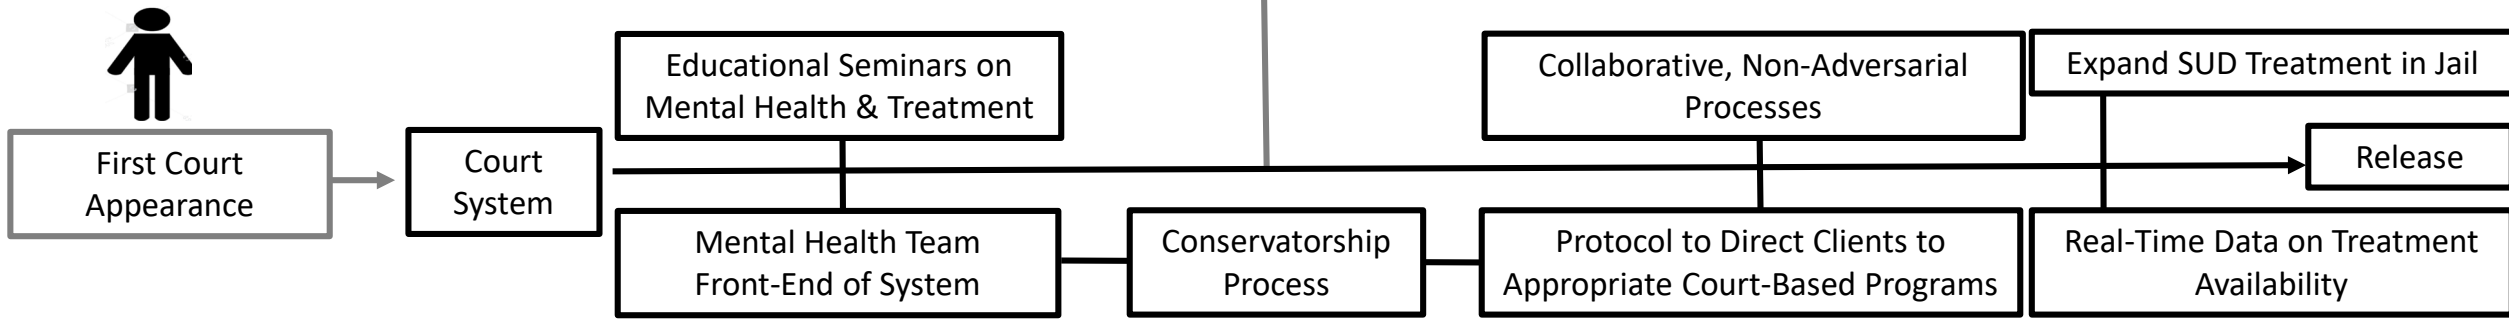 First Court
Appearance
Court
System
Educational Seminars on
Mental Health & Treatment
Mental Health Team
Front-End of System
Conservatorship
Process
Collaborative, Non-Adversarial
Processes
Protocol to Direct Clients to
Appropriate Court-Based Programs
Expand SUD Treatment in Jail
Release
Real-Time Data on Treatment
Availability